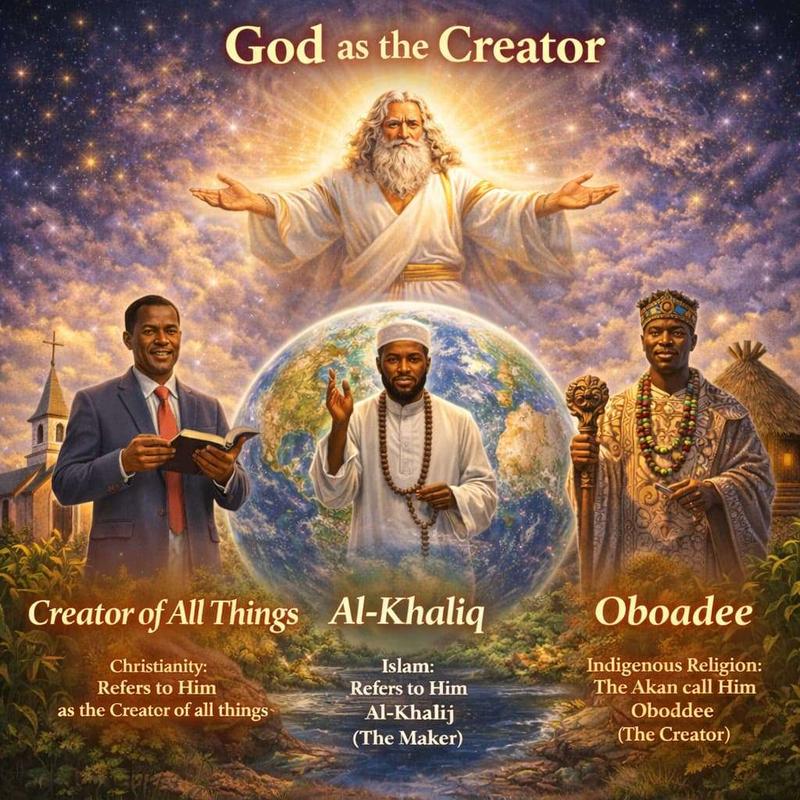 God as the Creator
Creator of All Things
Christianity:
Refers to Him
as the Creator of all things
Al-Khaliq
Islam:
Refers to Him
Al-Khalij
(The Maker)
Oboadee
Indigenous Religion:
The Akan call Him
Oboddee
(The Creator)